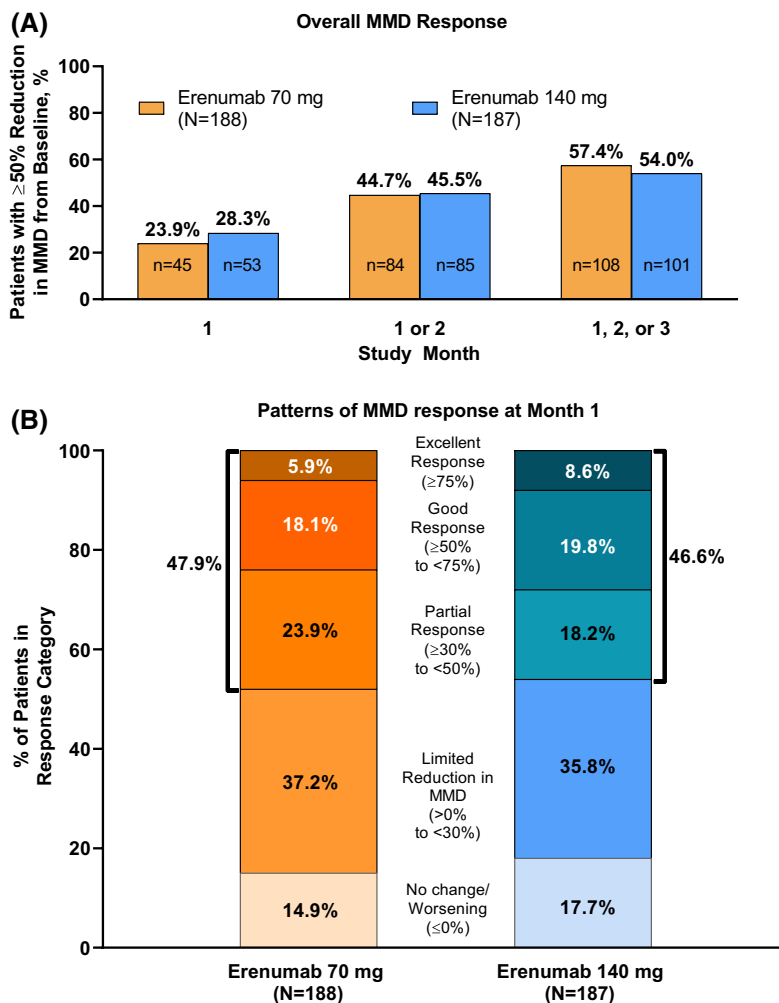 (A)
Overall MMD Response
Patients with ≥50% Reduction
in MMD from Baseline, %
100
80
60
40
20
0
Erenumab 70 mg
(N=188)
Erenumab 140 mg
(N=187)
23.9%
28.3%
44.7%
45.5%
57.4%
54.0%
n=45
n=53
n=84
n=85
n=108
n=101
1
1 or 2
1, 2, or 3
Study Month
(B)
Patterns of MMD response at Month 1
% of Patients in
Response Category
100
80
60
40
20
0
47.9%
5.9%
18.1%
23.9%
37.2%
14.9%
Excellent
Response
(≥75%)
Good
Response
(≥50%
to <75%)
Partial
Response
(≥30%
to <50%)
Limited
Reduction in
MMD
(>0%
to <30%)
No change/
Worsening
(≤0%)
8.6%
19.8%
18.2%
35.8%
17.7%
46.6%
Erenumab 70 mg
(N=188)
Erenumab 140 mg
(N=187)